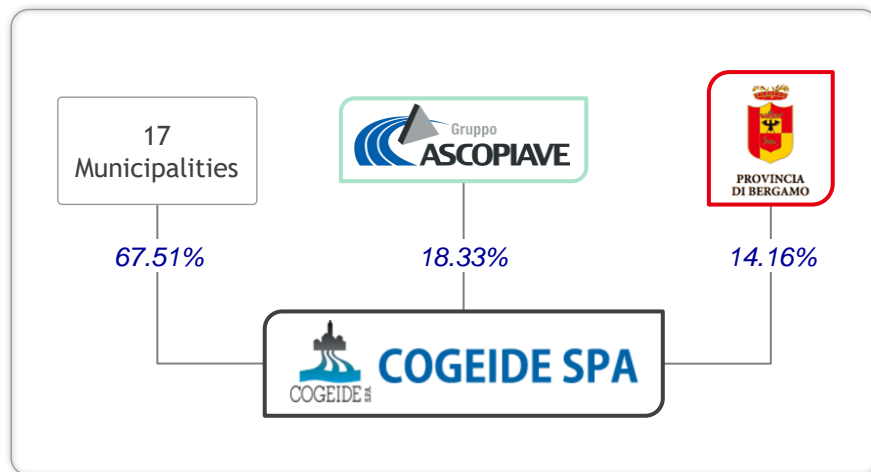 17
Municipalities
Gruppo
ASCOPIAVE
PROVINCIA
DI BERGAMO
67.51%
18.33%
14.16%
COGEIDE S.P.A.
COGEIDE SPA